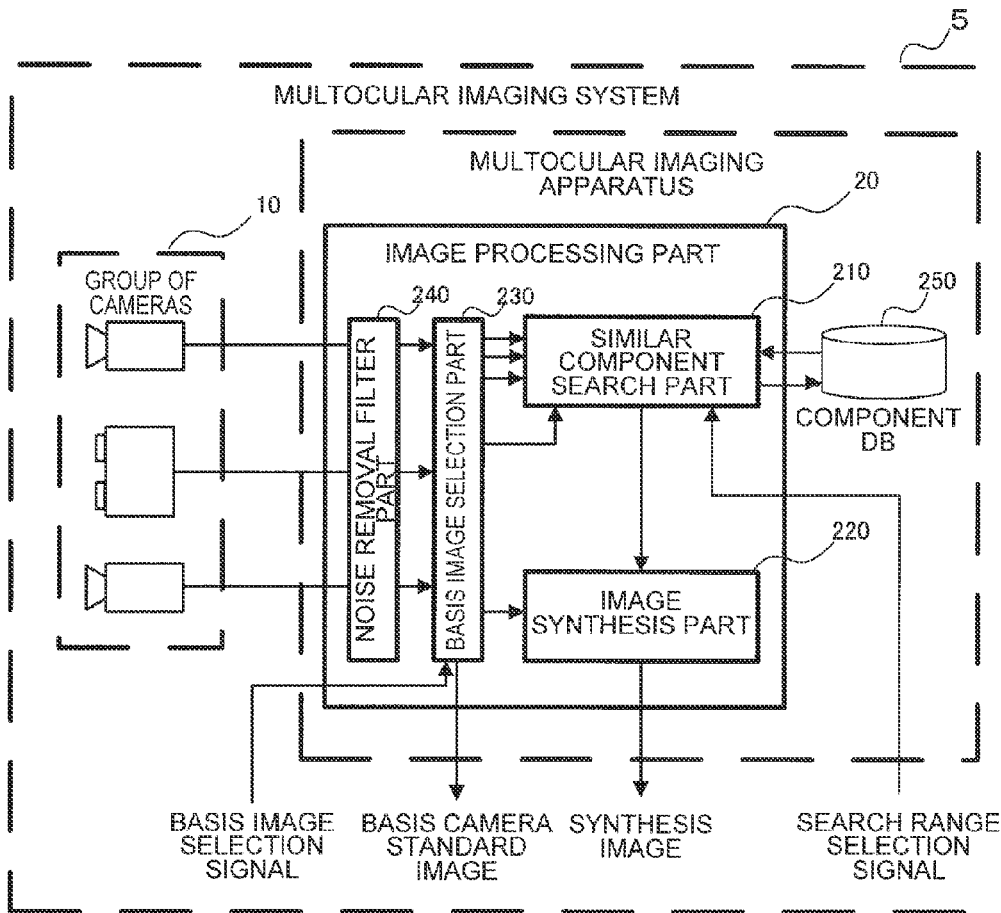 5
MULTOCULAR IMAGING SYSTEM
MULTOCULAR IMAGING
APPARATUS
20
10
IMAGE PROCESSING PART
GROUP OF
CAMERAS
240
230
210
250
SIMILAR
COMPONENT
SEARCH PART
COMPONENT
DB
NOISE REMOVAL FILTER
PART
BASIS IMAGE SELECTION PART
220
IMAGE
SYNTHESIS PART
BASIS IMAGE
SELECTION
SIGNAL
BASIS CAMERA
STANDARD
IMAGE
SYNTHESIS
IMAGE
SEARCH RANGE
SELECTION
SIGNAL